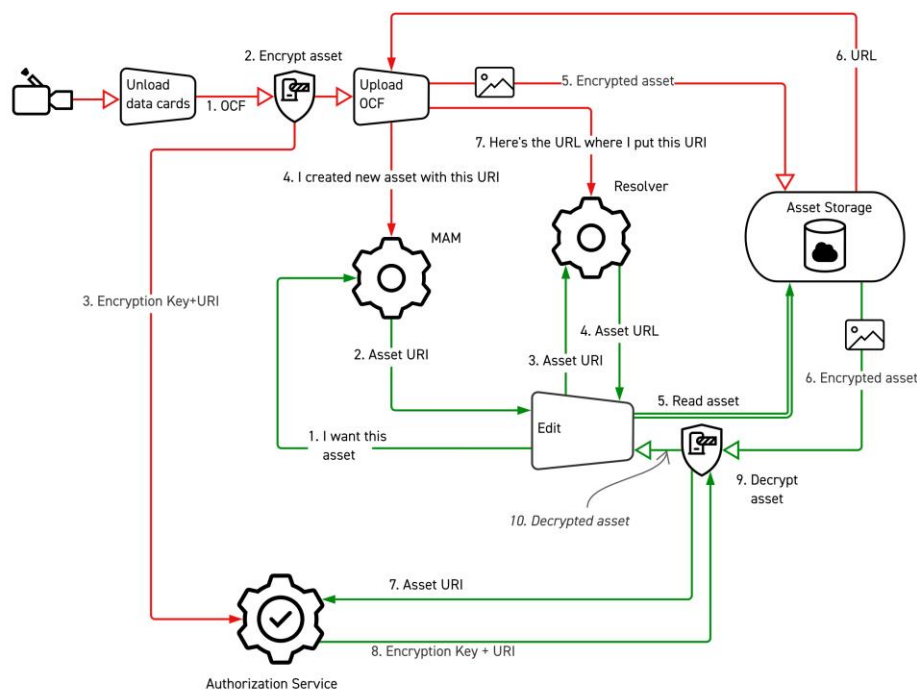 2. Encrypt asset
6. URL
Unload
data cards
1. OCF
Upload
OCF
5. Encrypted asset
7. Here's the URL where I put this URI
4. I created new asset with this URI
Resolver
Asset Storage
MAM
3. Encryption Key+URI
2. Asset URI
3. Asset URI
4. Asset URL
6. Encrypted asset
5. Read asset
Edit
1. I want this
asset
9. Decrypt
asset
10. Decrypted asset
7. Asset URI
8. Encryption Key + URI
Authorization Service